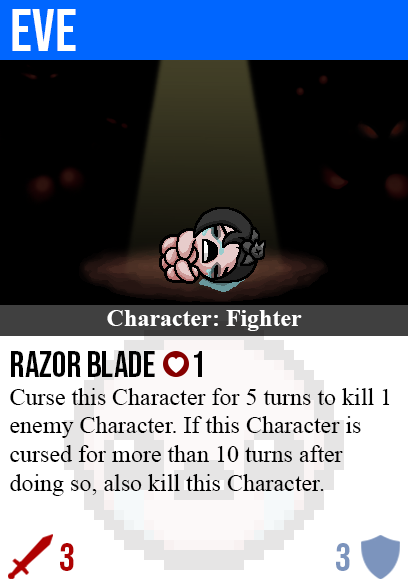 EVE
Character: Fighter
RAZOR BLADE 1
Curse this Character for 5 turns to kill 1
enemy Character. If this Character is
cursed for more than 10 turns after
doing so, also kill this Character.
3 3